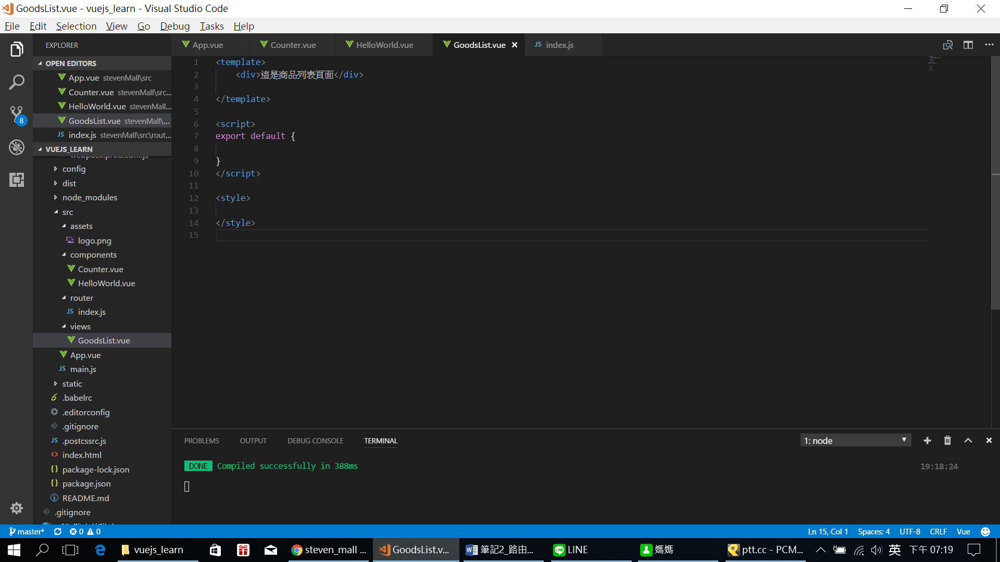 GoodsList.vue - vuejs_learn - Visual Studio Code
File Edit Selection View Go Debug Tasks Help
EXPLORER
OPEN EDITORS
App.vue stevenMall\src
Counter.vue stevenMall\src...
HelloWorld.vue stevenMall...
GoodsList.vue stevenMall\...
JS index.js stevenMall\src\rout...
VUEJS_LEARN
webpack.prod.conf.js
config
dist
node_modules
src
assets
logo.png
components
Counter.vue
HelloWorld.vue
router
JS index.js
views
GoodsList.vue
App.vue
JS main.js
static
.babelrc
.editorconfig
.gitignore
JS .postcssrc.js
index.html
package-lock.json
package.json
README.md
.gitignore
8
App.vue Counter.vue HelloWorld.vue GoodsList.vue JS index.js
1 <template>
2 <div>這是商品列表頁面</div>
3
4 </template>
5
6 <script>
7 export default {
8
9 }
10 </script>
11
12 <style>
13
14 </style>
15
PROBLEMS OUTPUT DEBUG CONSOLE TERMINAL 1: node
DONE Compiled successfully in 388ms 19:18:24
master* 0 0 Ln 15, Col 1 Spaces: 4 UTF-8 CRLF Vue
vuejs_learn steven_mall ... GoodsList.v... 筆記2_路由... LINE 媽媽 ptt.cc - PCM... 英 下午 07:19